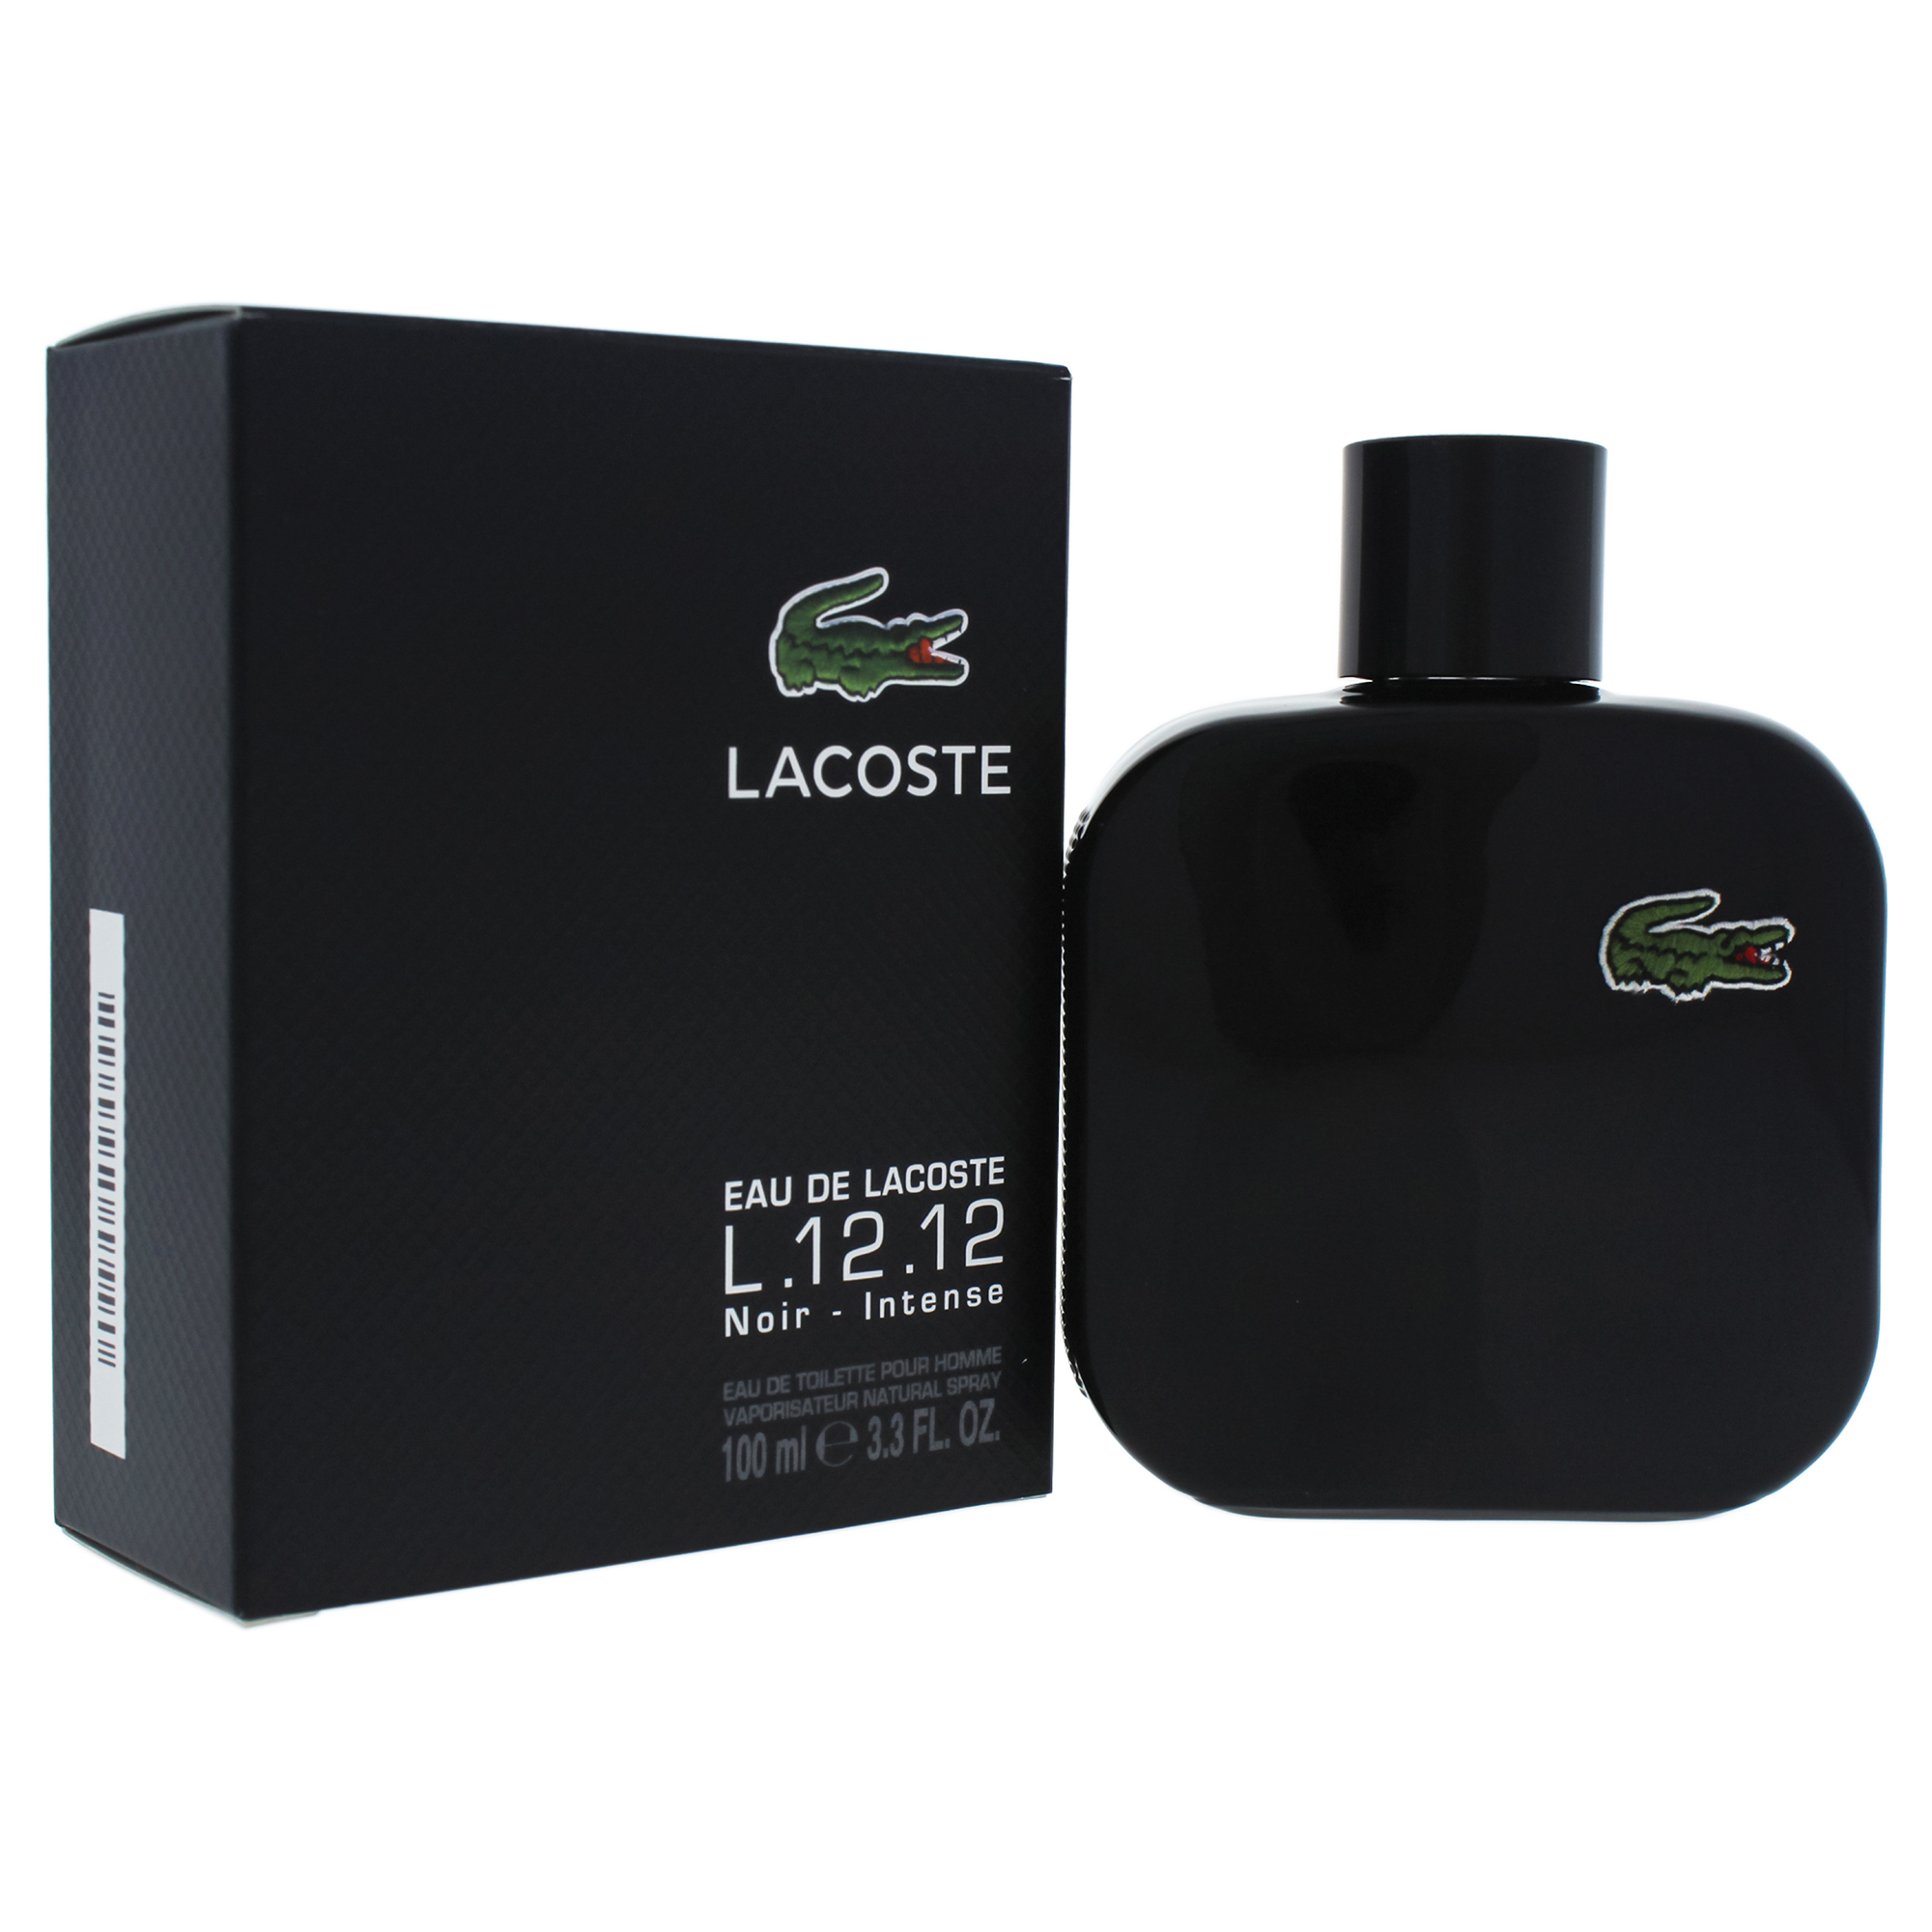 LACOSTE
EAU DE LACOSTE
L.12.12
Noir - Intense
EAU DE TOILETTE POUR HOMME
VAPORISATEUR NATURAL SPRAY
100 ml ℮ 3.3 FL. OZ.